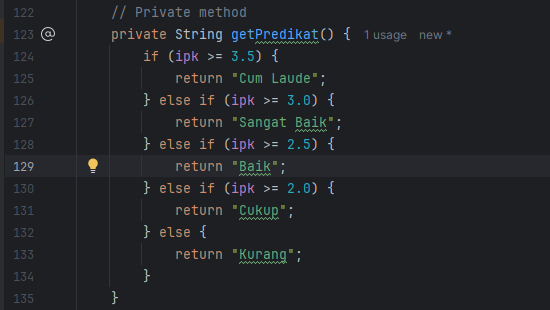 122 // Private method
123 @ private String getPredikat() { 1 usage new *
124 if (ipk >= 3.5) {
125 return "Cum Laude";
126 } else if (ipk >= 3.0) {
127 return "Sangat Baik";
128 } else if (ipk >= 2.5) {
129 return "Baik";
130 } else if (ipk >= 2.0) {
131 return "Cukup";
132 } else {
133 return "Kurang";
134 }
135 }